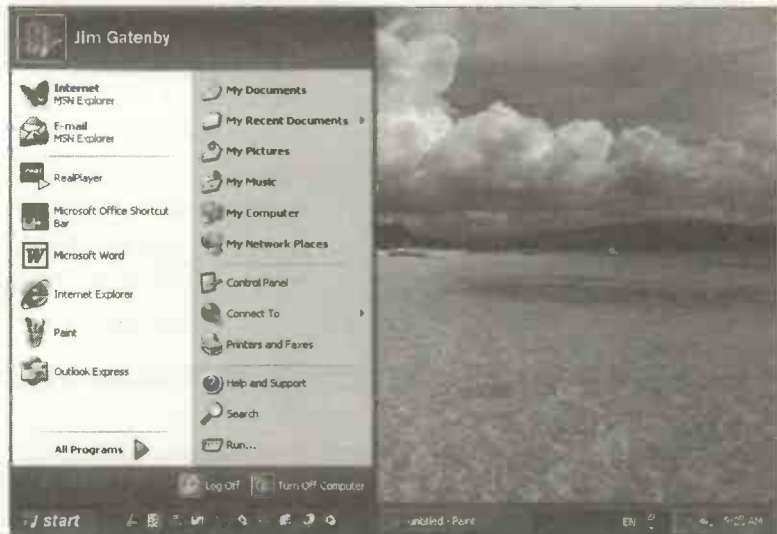 Jim Gatenby
Internet
MSN Explorer
E-mail
MSN Explorer
RealPlayer
Microsoft Office Shortcut
Bar
Microsoft Word
Internet Explorer
Paint
Outlook Express
All Programs
My Documents
My Recent Documents
My Pictures
My Music
My Computer
My Network Places
Control Panel
Connect To
Printers and Faxes
Help and Support
Search
Run...
Log Off
Turn Off Computer
start
untitled - Paint
EN
AM